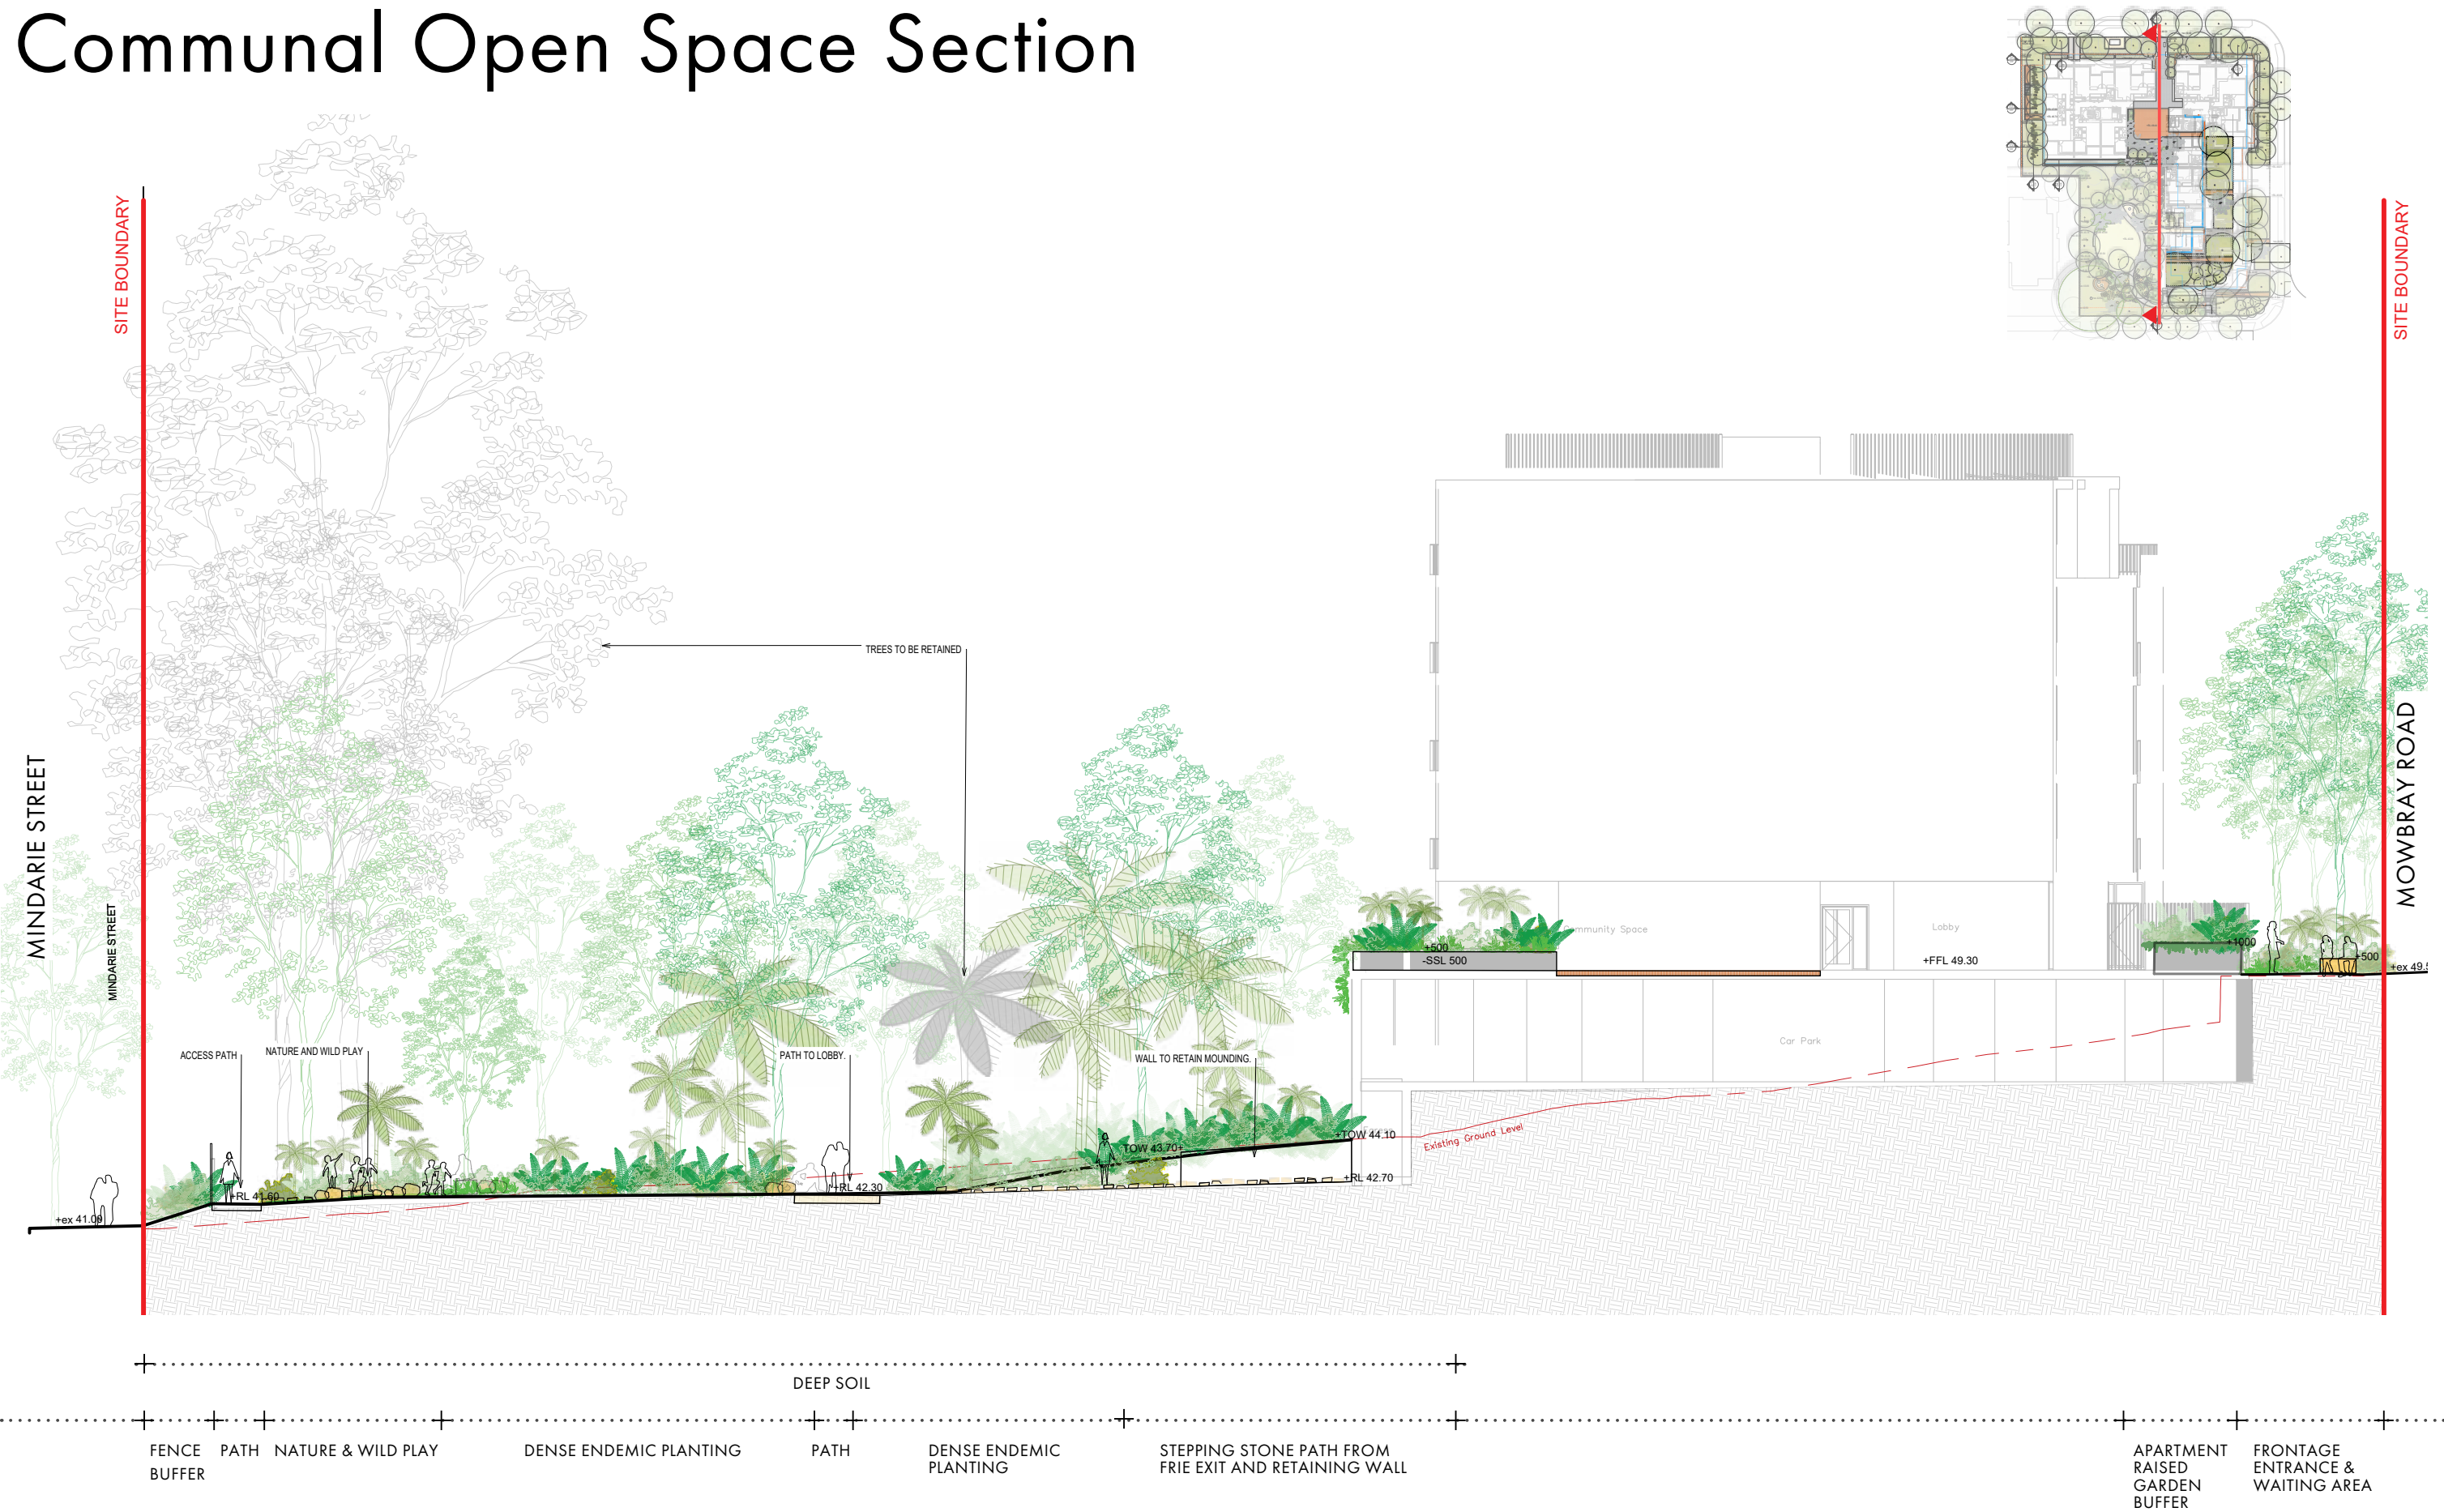 Communal Open Space Section
SITE BOUNDARY
SITE BOUNDARY
TREES TO BE RETAINED
MINDARIE STREET
MINDARIE STREET
MOWBRAY ROAD
ommunity Space
Lobby
+500
-SSL 500
+FFL 49.30
+1000
+500
+ex 49.5
Car Park
ACCESS PATH
NATURE AND WILD PLAY
PATH TO LOBBY.
WALL TO RETAIN MOUNDING.
TOW 43.70+
+TOW 44.10
Existing Ground Level
+RL 41.60
+RL 42.30
+RL 42.70
+ex 41.00
DEEP SOIL
FENCE
BUFFER
PATH
NATURE & WILD PLAY
DENSE ENDEMIC PLANTING
PATH
DENSE ENDEMIC
PLANTING
STEPPING STONE PATH FROM
FRIE EXIT AND RETAINING WALL
APARTMENT
RAISED
GARDEN
BUFFER
FRONTAGE
ENTRANCE &
WAITING AREA